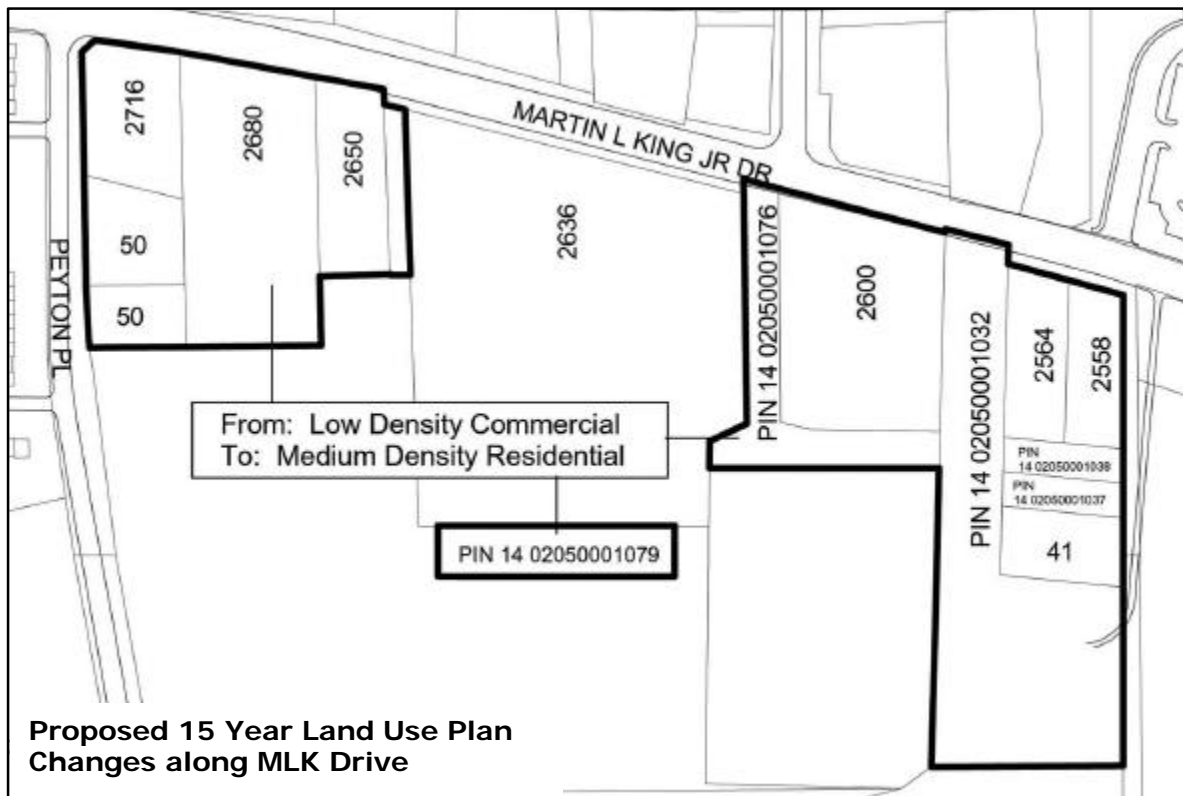 MARTIN L KING JR DR
2716
2680
2650
50
50
PEYTON PL
2636
PIN 14 02050001076
2600
PIN 14 02050001032
2564
2558
PIN
14 02050001038
PIN
14 02050001037
41
From: Low Density Commercial
To: Medium Density Residential
PIN 14 02050001079
Proposed 15 Year Land Use Plan
Changes along MLK Drive